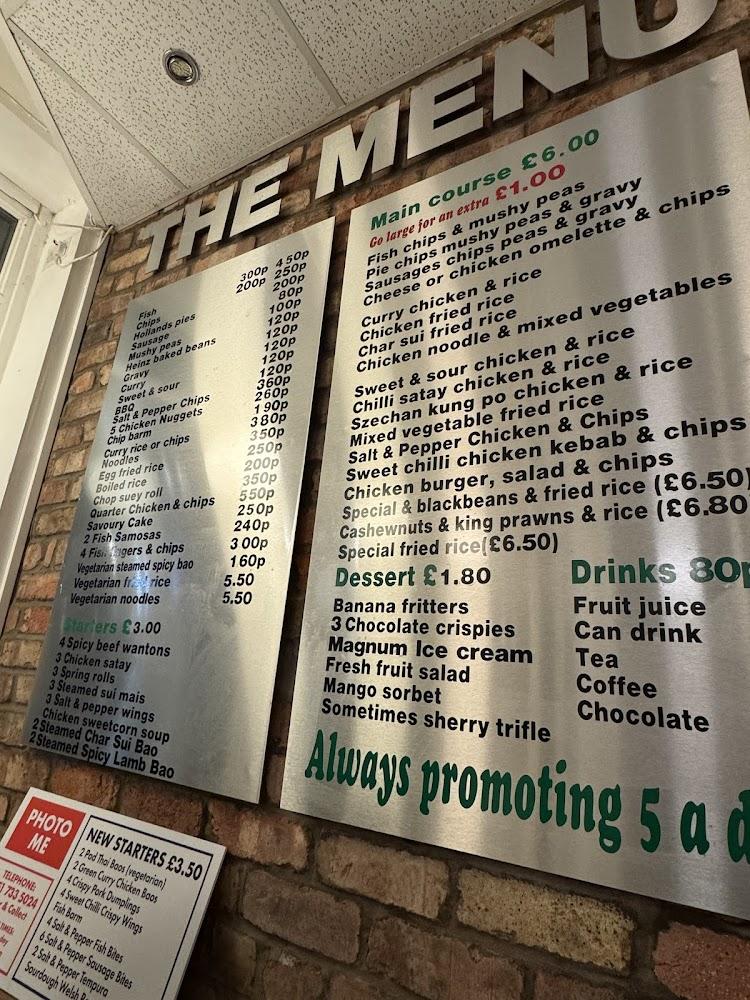 THE MENU
Fish 300p 450p
Chips 200p 250p
Hollands pies 200p
Sausage 80p
Mushy peas 100p
Heinz baked beans 120p
Gravy 120p
Curry 120p
Sweet & sour 120p
BBQ 120p
Salt & Pepper Chips 360p
5 Chicken Nuggets 260p
Chip barm 190p
Curry rice or chips 380p
Noodles 350p
Egg fried rice 250p
Boiled rice 200p
Chop suey roll 350p
Quarter Chicken & chips 550p
Savoury Cake 250p
2 Fish Samosas 240p
4 Fish fingers & chips 300p
Vegetarian steamed spicy bao 160p
Vegetarian fried rice 5.50
Vegetarian noodles 5.50
Starters £3.00
4 Spicy beef wantons
3 Chicken satay
3 Spring rolls
3 Steamed sui mais
3 Salt & pepper wings
Chicken sweetcorn soup
2 Steamed Char Sui Bao
2 Steamed Spicy Lamb Bao
Main course £6.00
Go large for an extra £1.00
Fish chips & mushy peas
Pie chips mushy peas & gravy
Sausages chips peas & gravy
Cheese or chicken omelette & chips
Curry chicken & rice
Chicken fried rice
Char sui fried rice
Chicken noodle & mixed vegetables
Sweet & sour chicken & rice
Chilli satay chicken & rice
Szechan kung po chicken & rice
Mixed vegetable fried rice
Salt & Pepper Chicken & Chips
Sweet chilli chicken kebab & chips
Chicken burger, salad & chips
Special & blackbeans & fried rice (£6.50)
Cashewnuts & king prawns & rice (£6.80
Special fried rice(£6.50)
Dessert £1.80
Banana fritters
3 Chocolate crispies
Magnum Ice cream
Fresh fruit salad
Mango sorbet
Sometimes sherry trifle
Drinks 80p
Fruit juice
Can drink
Tea
Coffee
Chocolate
Always promoting 5 a d
PHOTO
ME
TELEPHONE:
733 5024
& Collect
NEW STARTERS £3.50
2 Pad Thai Baos (vegetarian)
2 Green Curry Chicken Baos
4 Crispy Pork Dumplings
4 Sweet Chilli Crispy Wings
Fish Barm
4 Salt & Pepper Fish Bites
6 Salt & Pepper Sausage Bites
2 Salt & Pepper Tempura
Sourdough Welsh